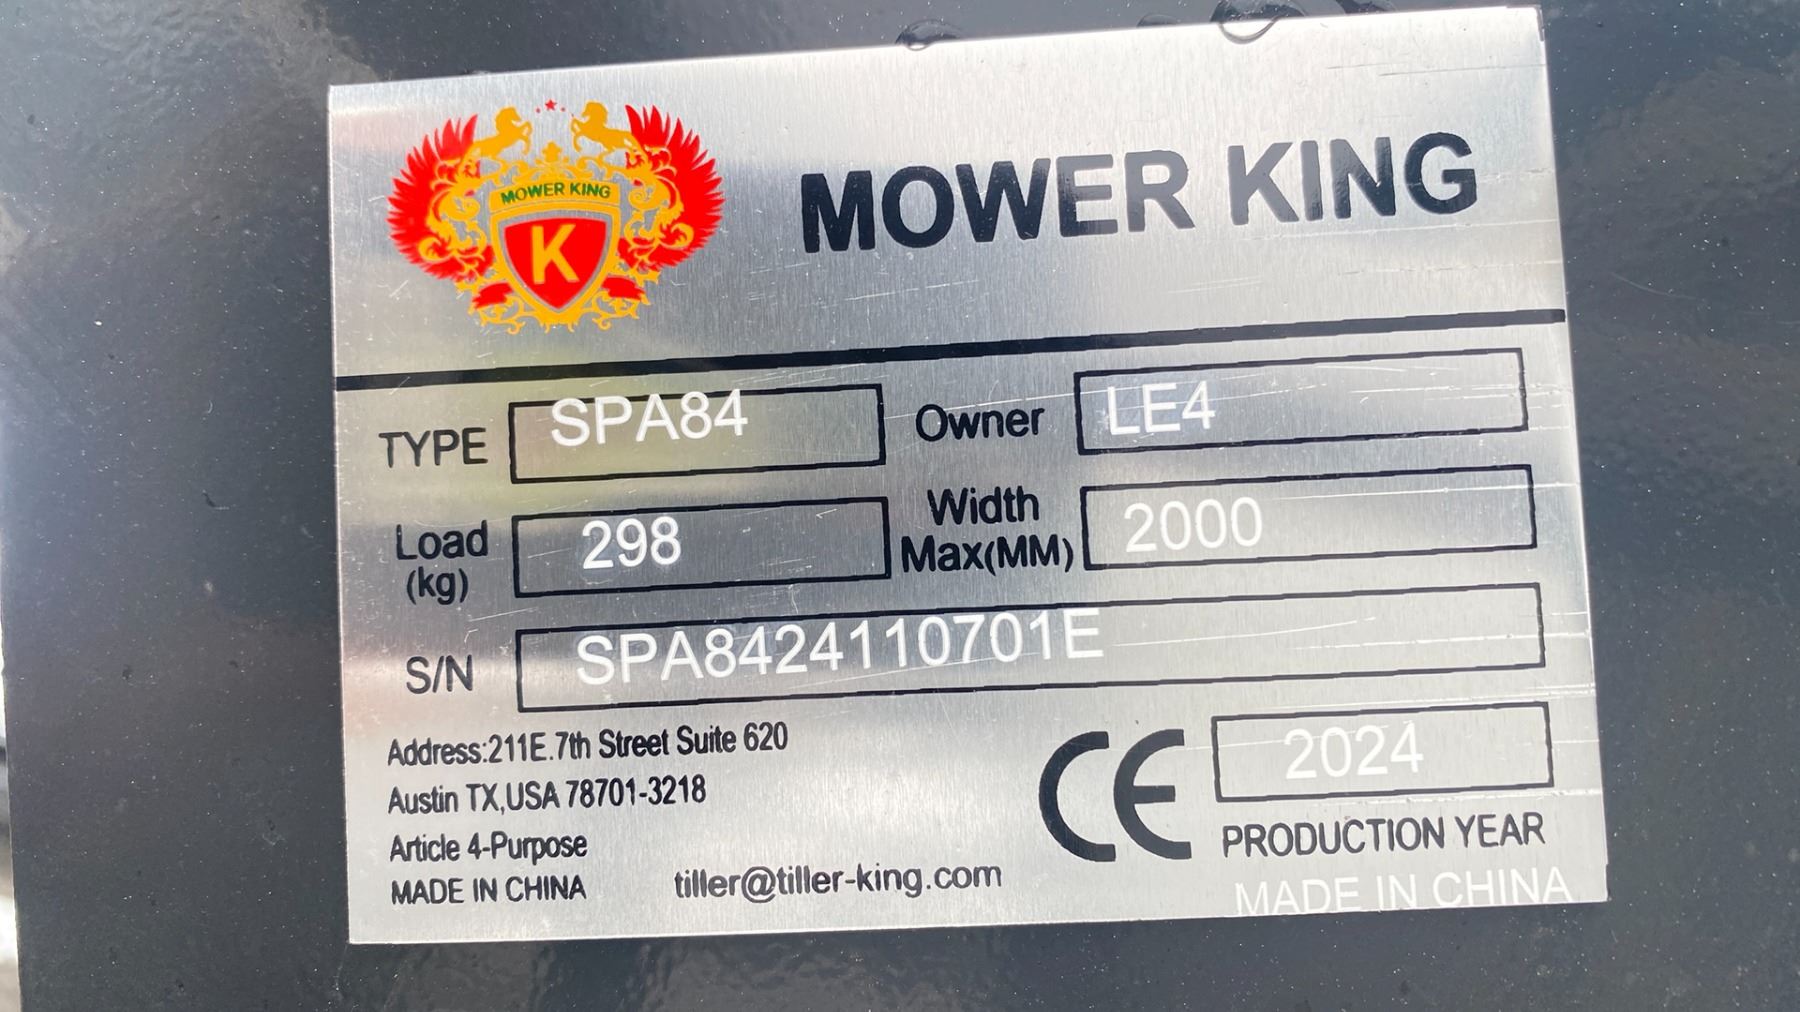 MOWER KING
K
MOWER KING
TYPE SPA84 Owner LE4
Load (kg) 298 Width Max(MM) 2000
S/N SPA8424110701E
Address:211E.7th Street Suite 620
Austin TX,USA 78701-3218
Article 4-Purpose
MADE IN CHINA
tiller@tiller-king.com
CE 2024
PRODUCTION YEAR
MADE IN CHINA